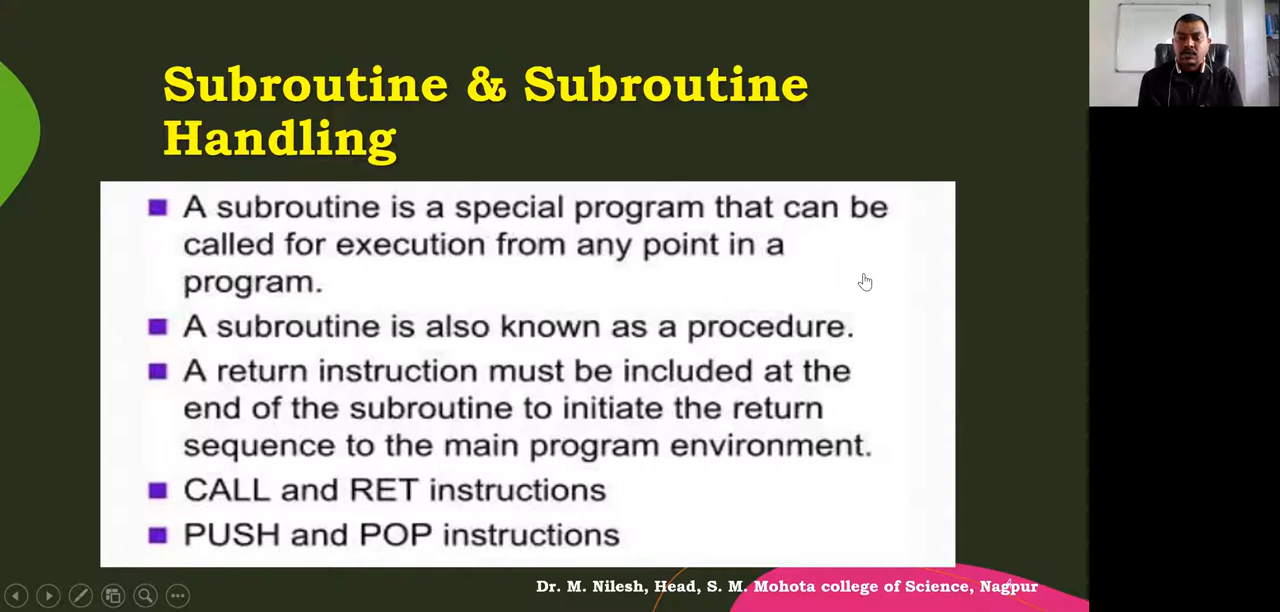 Subroutine & Subroutine
Handling
A subroutine is a special program that can be
called for execution from any point in a
program.
A subroutine is also known as a procedure.
A return instruction must be included at the
end of the subroutine to initiate the return
sequence to the main program environment.
CALL and RET instructions
PUSH and POP instructions
Dr. M. Nilesh, Head, S. M. Mohota college of Science, Nagpur